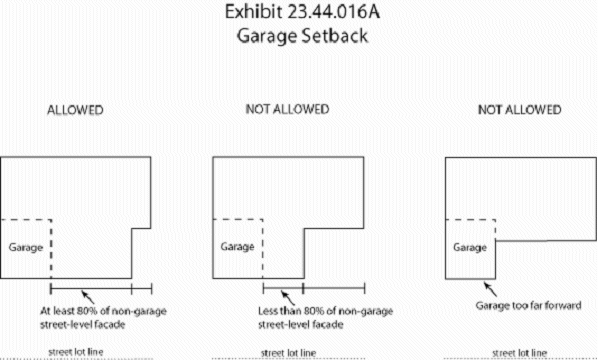 Exhibit 23.44.016A
Garage Setback
ALLOWED
NOT ALLOWED
NOT ALLOWED
Garage
Garage
Garage
At least 80% of non-garage
street-level facade
Less than 80% of non-garage
street-level facade
Garage too far forward
street lot line
street lot line
street lot line